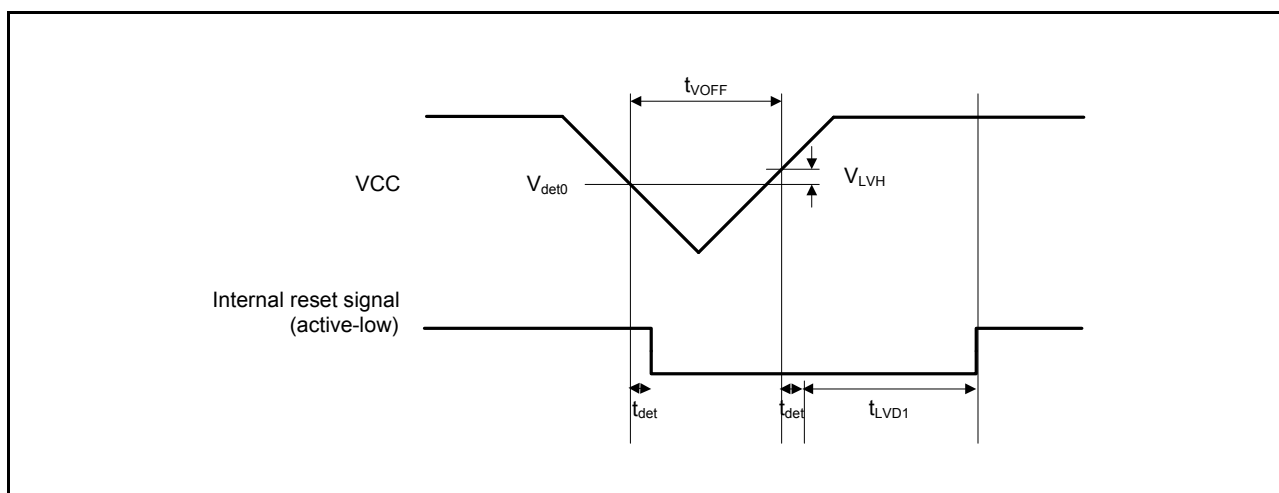 tVOFF
VCC
Vdet0
VLVH
Internal reset signal
(active-low)
tdet
tdet
tLVD1